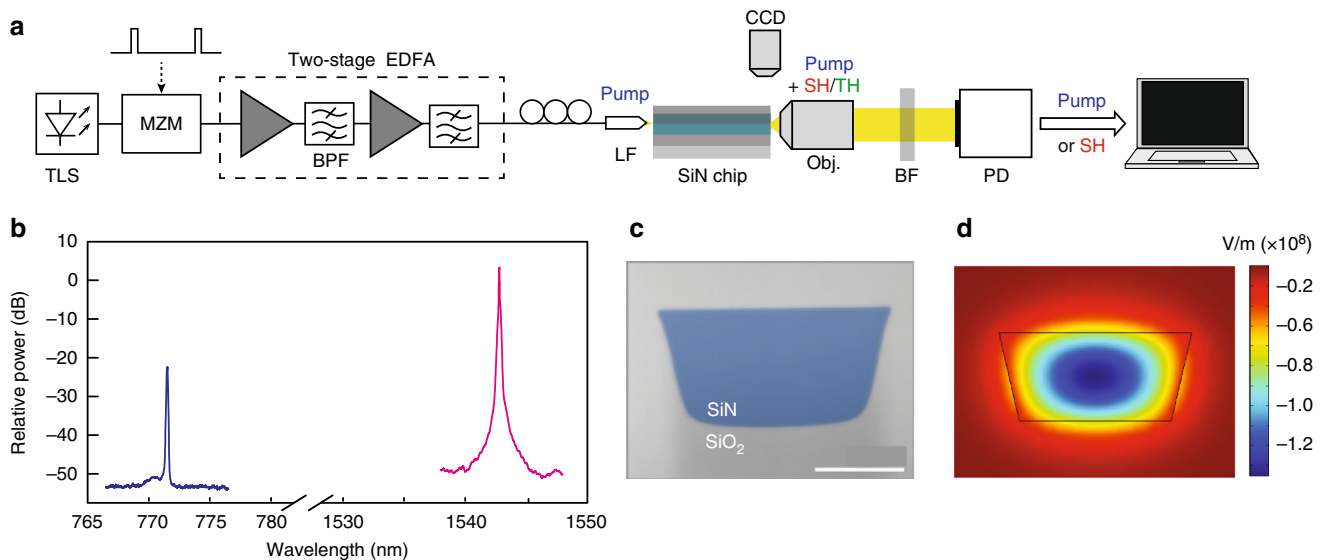 a
CCD
Two-stage EDFA
Pump
+ SH/TH
Pump
MZM
Pump
or SH
TLS
BPF
LF
SiN chip
Obj.
BF
PD
b
10
0
–10
–20
–30
–40
–50
Relative power (dB)
765
771
775
780
1530
1540
1550
Wavelength (nm)
c
SiN
SiO₂
d
V/m (×10⁸)
–0.2
–0.6
–0.8
–1.0
–1.2